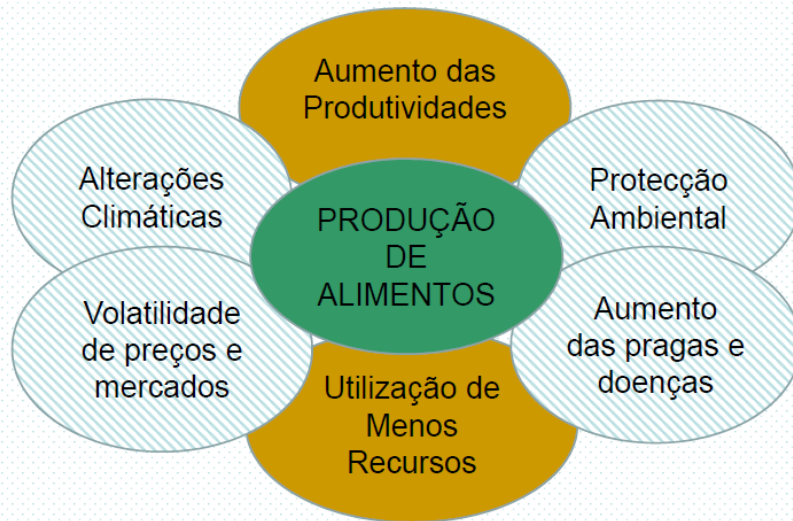 Aumento das
Produtividades
Alterações
Climáticas
Protecção
Ambiental
PRODUÇÃO
DE
ALIMENTOS
Volatilidade
de preços e
mercados
Aumento
das pragas e
doenças
Utilização de
Menos
Recursos